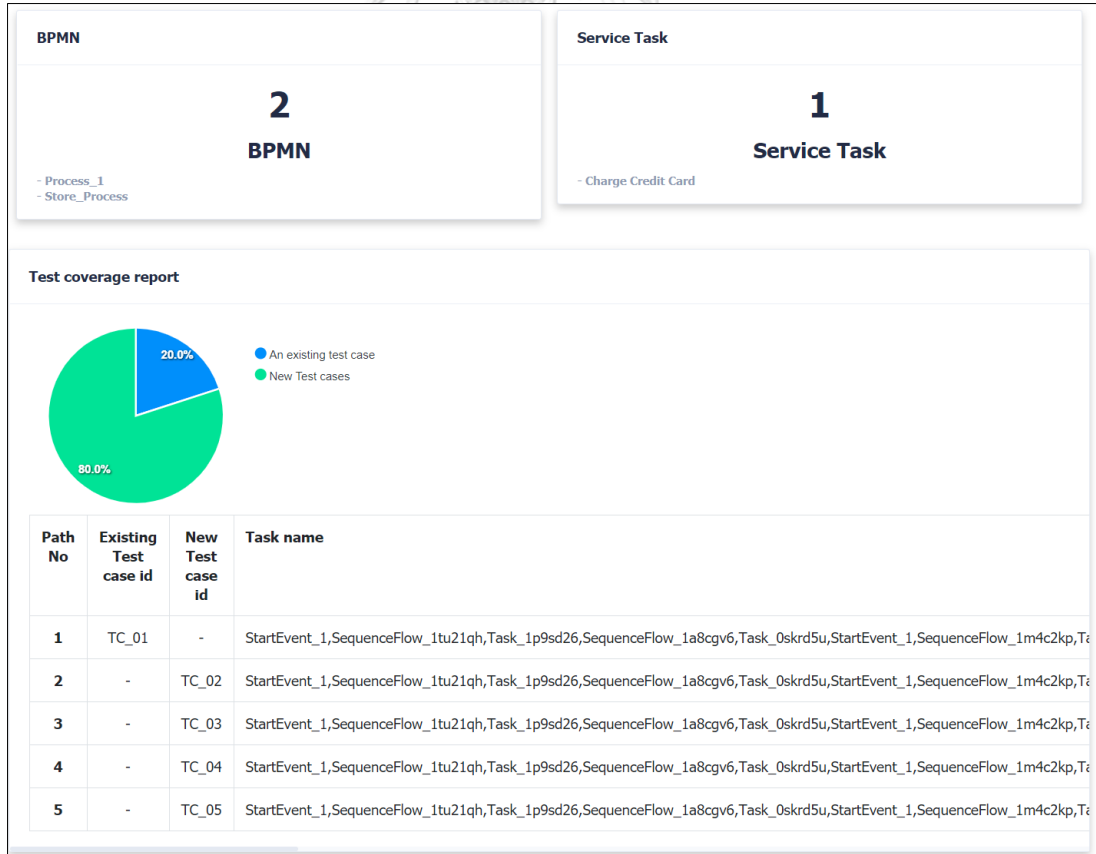 BPMN
Service Task
2
1
BPMN
Service Task
- Process_1
- Store_Process
- Charge Credit Card
Test coverage report
20.0%
80.0%
An existing test case
New Test cases
Path No
Existing Test case id
New Test case id
Task name
1 TC_01 - StartEvent_1,SequenceFlow_1tu21qh,Task_1p9sd26,SequenceFlow_1a8cgv6,Task_0skrd5u,StartEvent_1,SequenceFlow_1m4c2kp,
2 - TC_02 StartEvent_1,SequenceFlow_1tu21qh,Task_1p9sd26,SequenceFlow_1a8cgv6,Task_0skrd5u,StartEvent_1,SequenceFlow_1m4c2kp,
3 - TC_03 StartEvent_1,SequenceFlow_1tu21qh,Task_1p9sd26,SequenceFlow_1a8cgv6,Task_0skrd5u,StartEvent_1,SequenceFlow_1m4c2kp,
4 - TC_04 StartEvent_1,SequenceFlow_1tu21qh,Task_1p9sd26,SequenceFlow_1a8cgv6,Task_0skrd5u,StartEvent_1,SequenceFlow_1m4c2kp,
5 - TC_05 StartEvent_1,SequenceFlow_1tu21qh,Task_1p9sd26,SequenceFlow_1a8cgv6,Task_0skrd5u,StartEvent_1,SequenceFlow_1m4c2kp,